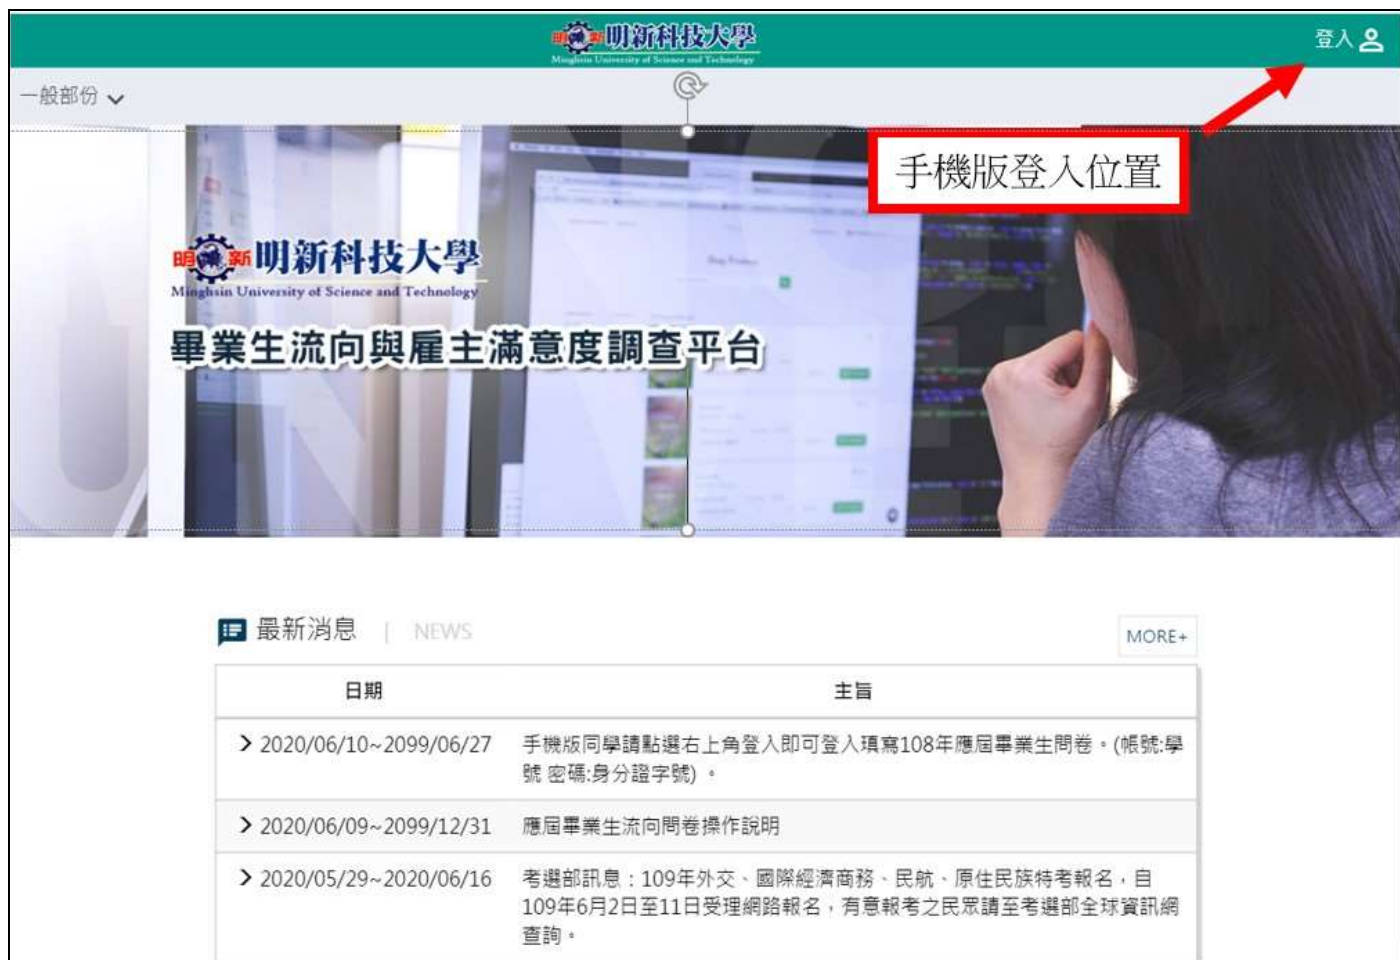 明新 明新科技大學
Minghsin University of Science and Technology
登入
一般部份
手機版登入位置
明新 明新科技大學
Minghsin University of Science and Technology
畢業生流向與雇主滿意度調查平台
最新消息 | NEWS
MORE+
日期 主旨
2020/06/10~2099/06/27 手機版同學請點選右上角登入即可登入填寫108年應屆畢業生問卷。(帳號:學
號 密碼:身分證字號) 。
2020/06/09~2099/12/31 應屆畢業生流向問卷操作說明
2020/05/29~2020/06/16 考選部訊息：109年外交、國際經濟商務、民航、原住民族特考報名，自
109年6月2日至11日受理網路報名，有意報考之民眾請至考選部全球資訊網
查詢。